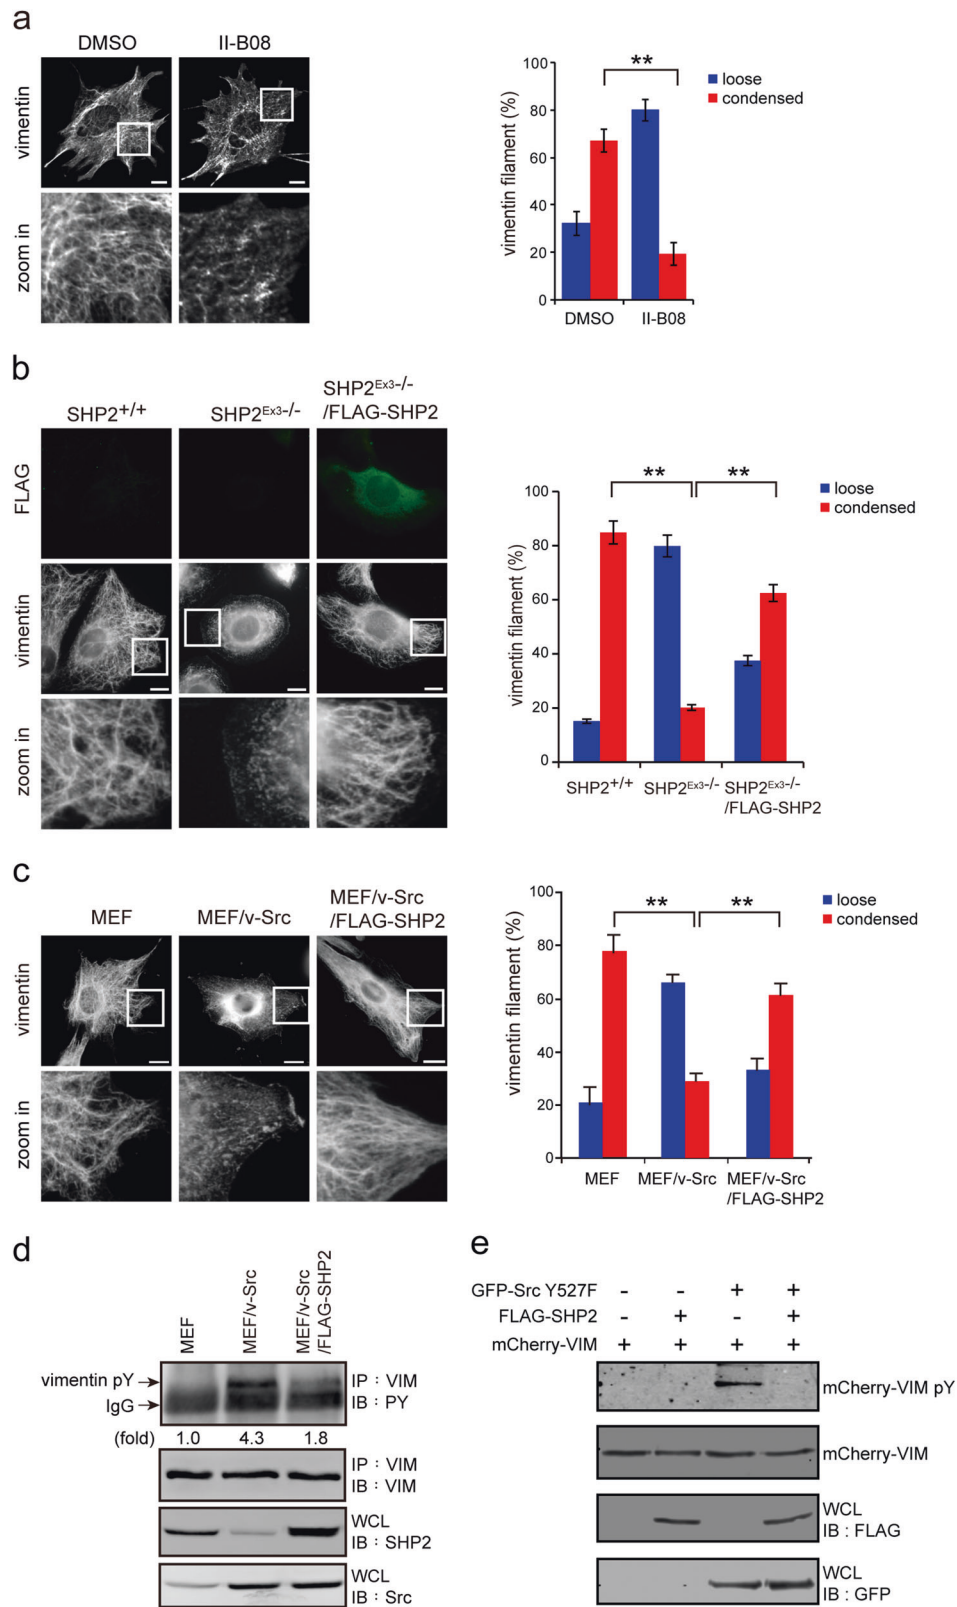 a
DMSO
II-B08
vimentin
zoom in
vimentin filament (%)
100
80
60
40
20
0
**
loose
condensed
DMSO
II-B08
b
SHP2+/+
SHP2Ex3-/-
SHP2Ex3-/-
/FLAG-SHP2
FLAG
vimentin
zoom in
vimentin filament (%)
100
80
60
40
20
0
**
**
loose
condensed
SHP2+/+
SHP2Ex3-/-
SHP2Ex3-/-
/FLAG-SHP2
c
MEF
MEF/v-Src
MEF/v-Src
/FLAG-SHP2
vimentin
zoom in
vimentin filament (%)
100
80
60
40
20
0
**
**
loose
condensed
MEF
MEF/v-Src
MEF/v-Src
/FLAG-SHP2
d
MEF
MEF/v-Src
MEF/v-Src
/FLAG-SHP2
vimentin pY
IgG
IP : VIM
IB : PY
(fold) 1.0 4.3 1.8
IP : VIM
IB : VIM
WCL
IB : SHP2
WCL
IB : Src
e
GFP-Src Y527F - - + +
FLAG-SHP2 - + - +
mCherry-VIM + + + +
mCherry-VIM pY
mCherry-VIM
WCL
IB : FLAG
WCL
IB : GFP